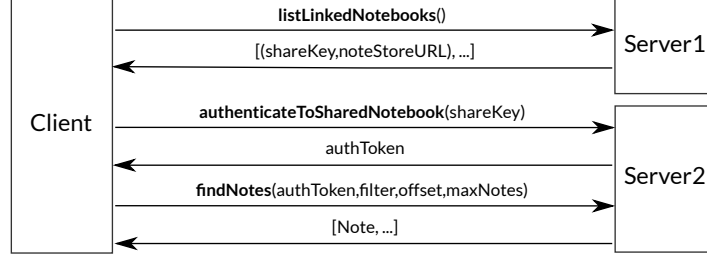 listLinkedNotebooks()
[(shareKey,noteStoreURL), ...]
Server1
Client
authenticateToSharedNotebook(shareKey)
authToken
Server2
findNotes(authToken,filter,offset,maxNotes)
[Note, ...]